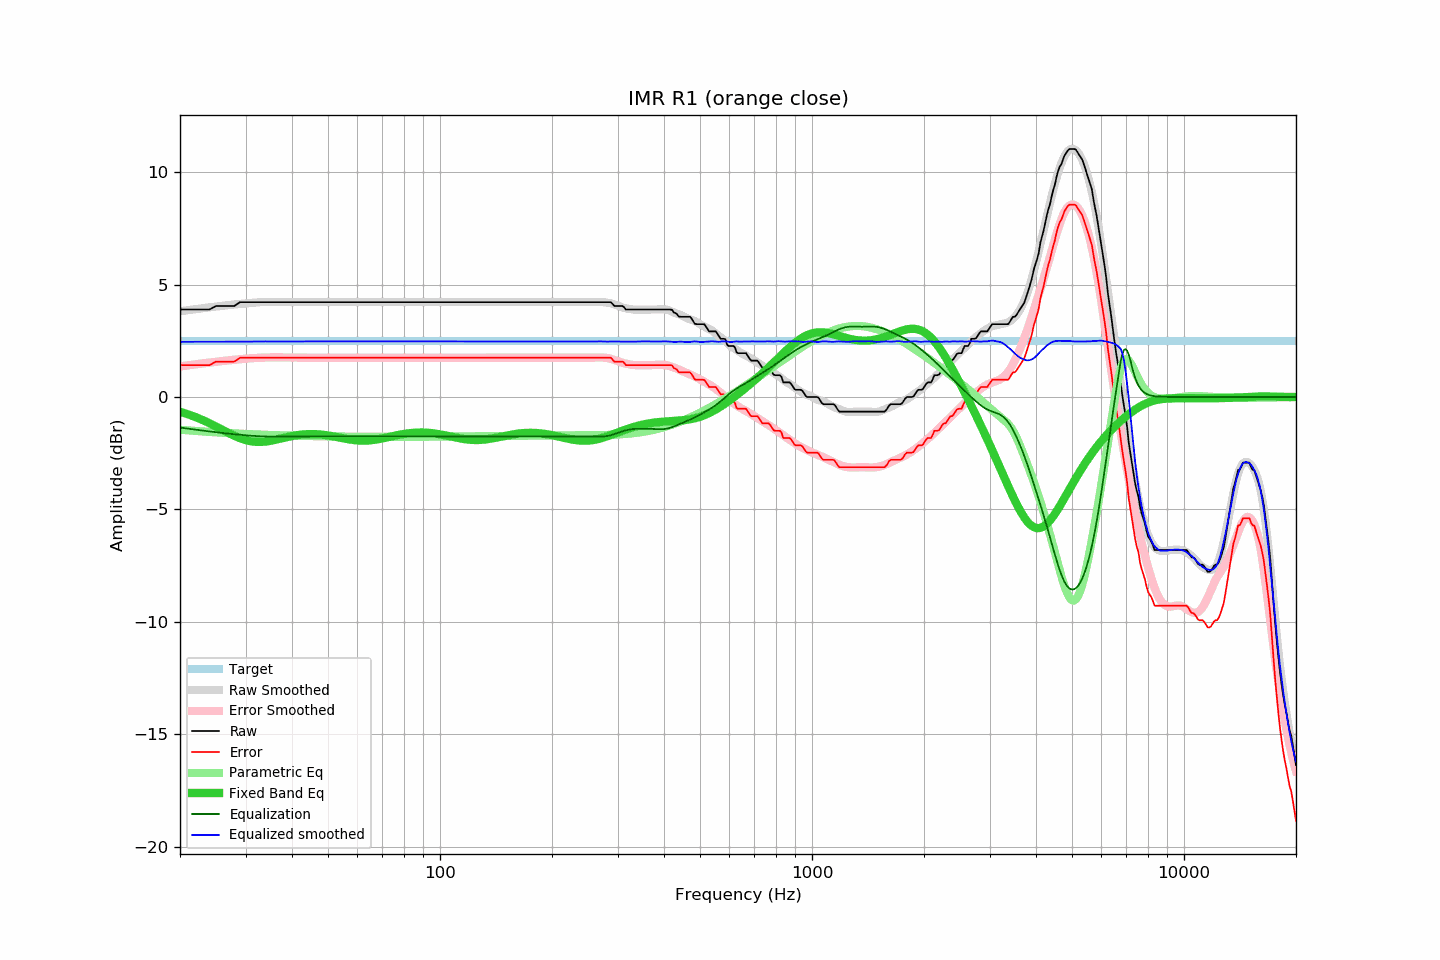 IMR R1 (orange close)
Amplitude (dBr)
10
5
0
−5
−10
−15
−20
Target
Raw Smoothed
Error Smoothed
Raw
Error
Parametric Eq
Fixed Band Eq
Equalization
Equalized smoothed
100
1000
10000
Frequency (Hz)